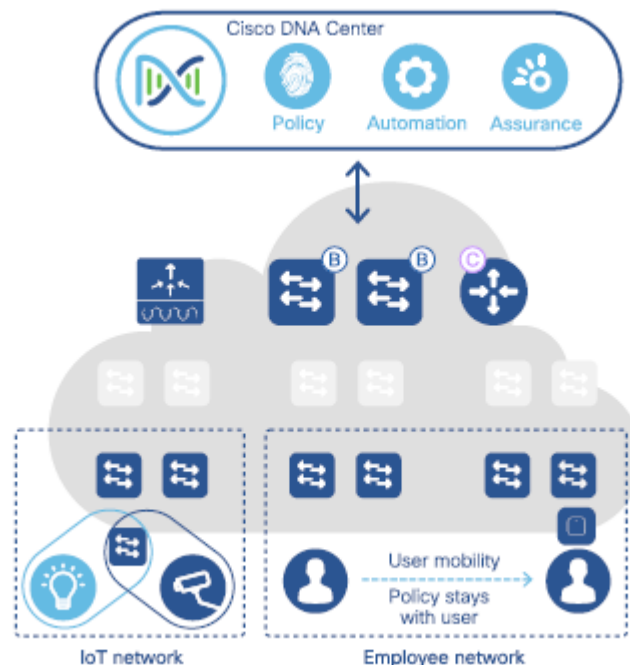 Cisco DNA Center
Policy
Automation
Assurance
B
B
C
User mobility
Policy stays
with user
IoT network
Employee network